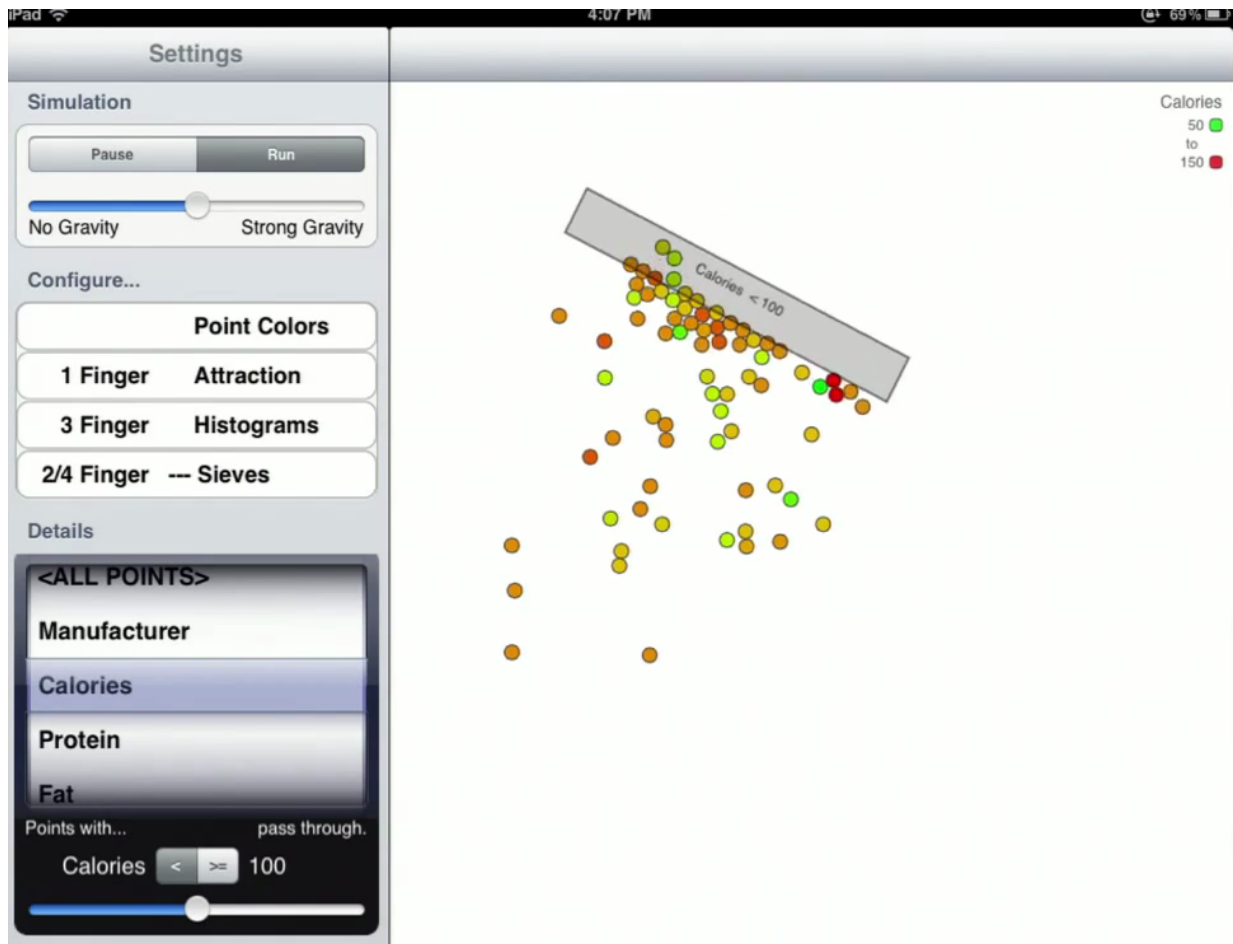 iPad 4:07 PM 69%
Settings
Simulation
Pause Run
No Gravity Strong Gravity
Configure...
Point Colors
1 Finger Attraction
3 Finger Histograms
2/4 Finger --- Sieves
Details
<ALL POINTS>
Manufacturer
Calories
Protein
Fat
Points with... pass through.
Calories < >= 100
Calories
50
to
150
Calories < 100